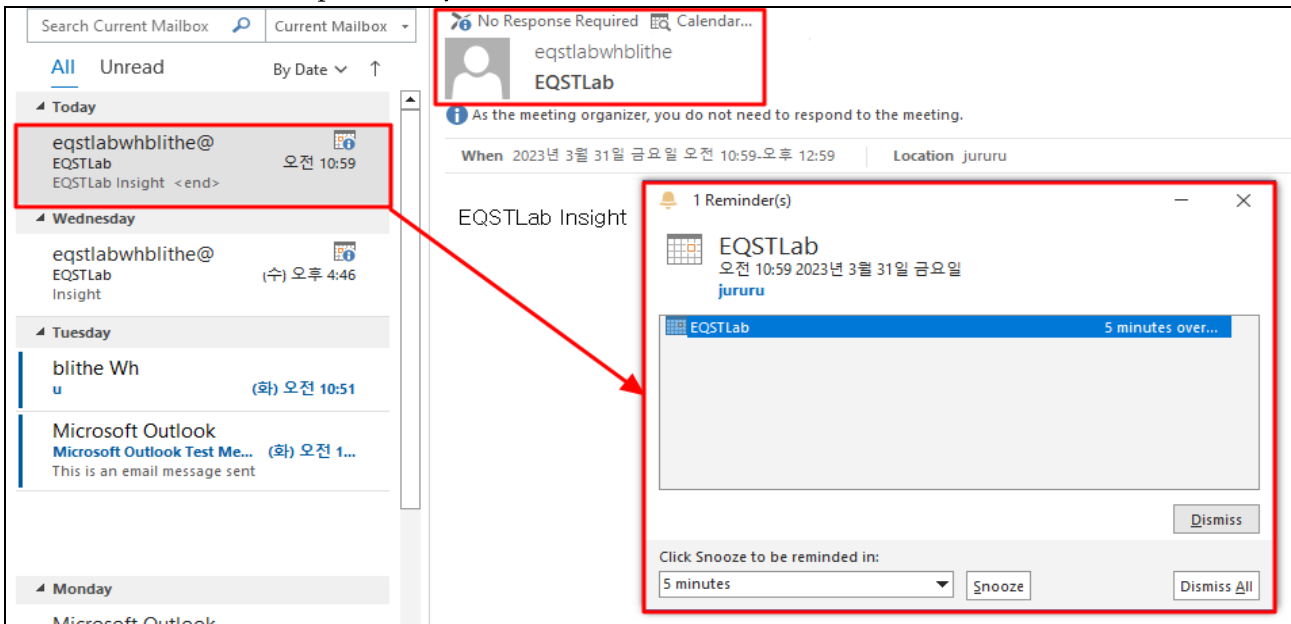 Search Current Mailbox
Current Mailbox
All Unread By Date ↑
Today
eqstlabwhblithe@
EQSTLab 오전 10:59
EQSTLab Insight <end>
Wednesday
eqstlabwhblithe@
EQSTLab (수) 오후 4:46
Insight
Tuesday
blithe Wh
u (화) 오전 10:51
Microsoft Outlook
Microsoft Outlook Test Me... (화) 오전 1...
This is an email message sent
Monday
Microsoft Outlook
No Response Required Calendar...
eqstlabwhblithe
EQSTLab
As the meeting organizer, you do not need to respond to the meeting.
When 2023년 3월 31일 금요일 오전 10:59-오후 12:59 Location jururu
EQSTLab Insight
1 Reminder(s)
EQSTLab
오전 10:59 2023년 3월 31일 금요일
jururu
EQSTLab 5 minutes over...
Dismiss
Click Snooze to be reminded in:
5 minutes Snooze Dismiss All